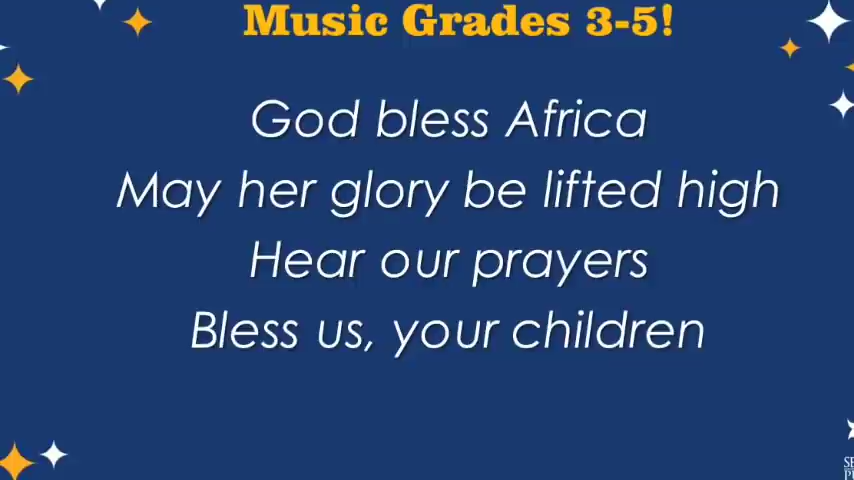 Music Grades 3-5!
God bless Africa
May her glory be lifted high
Hear our prayers
Bless us, your children